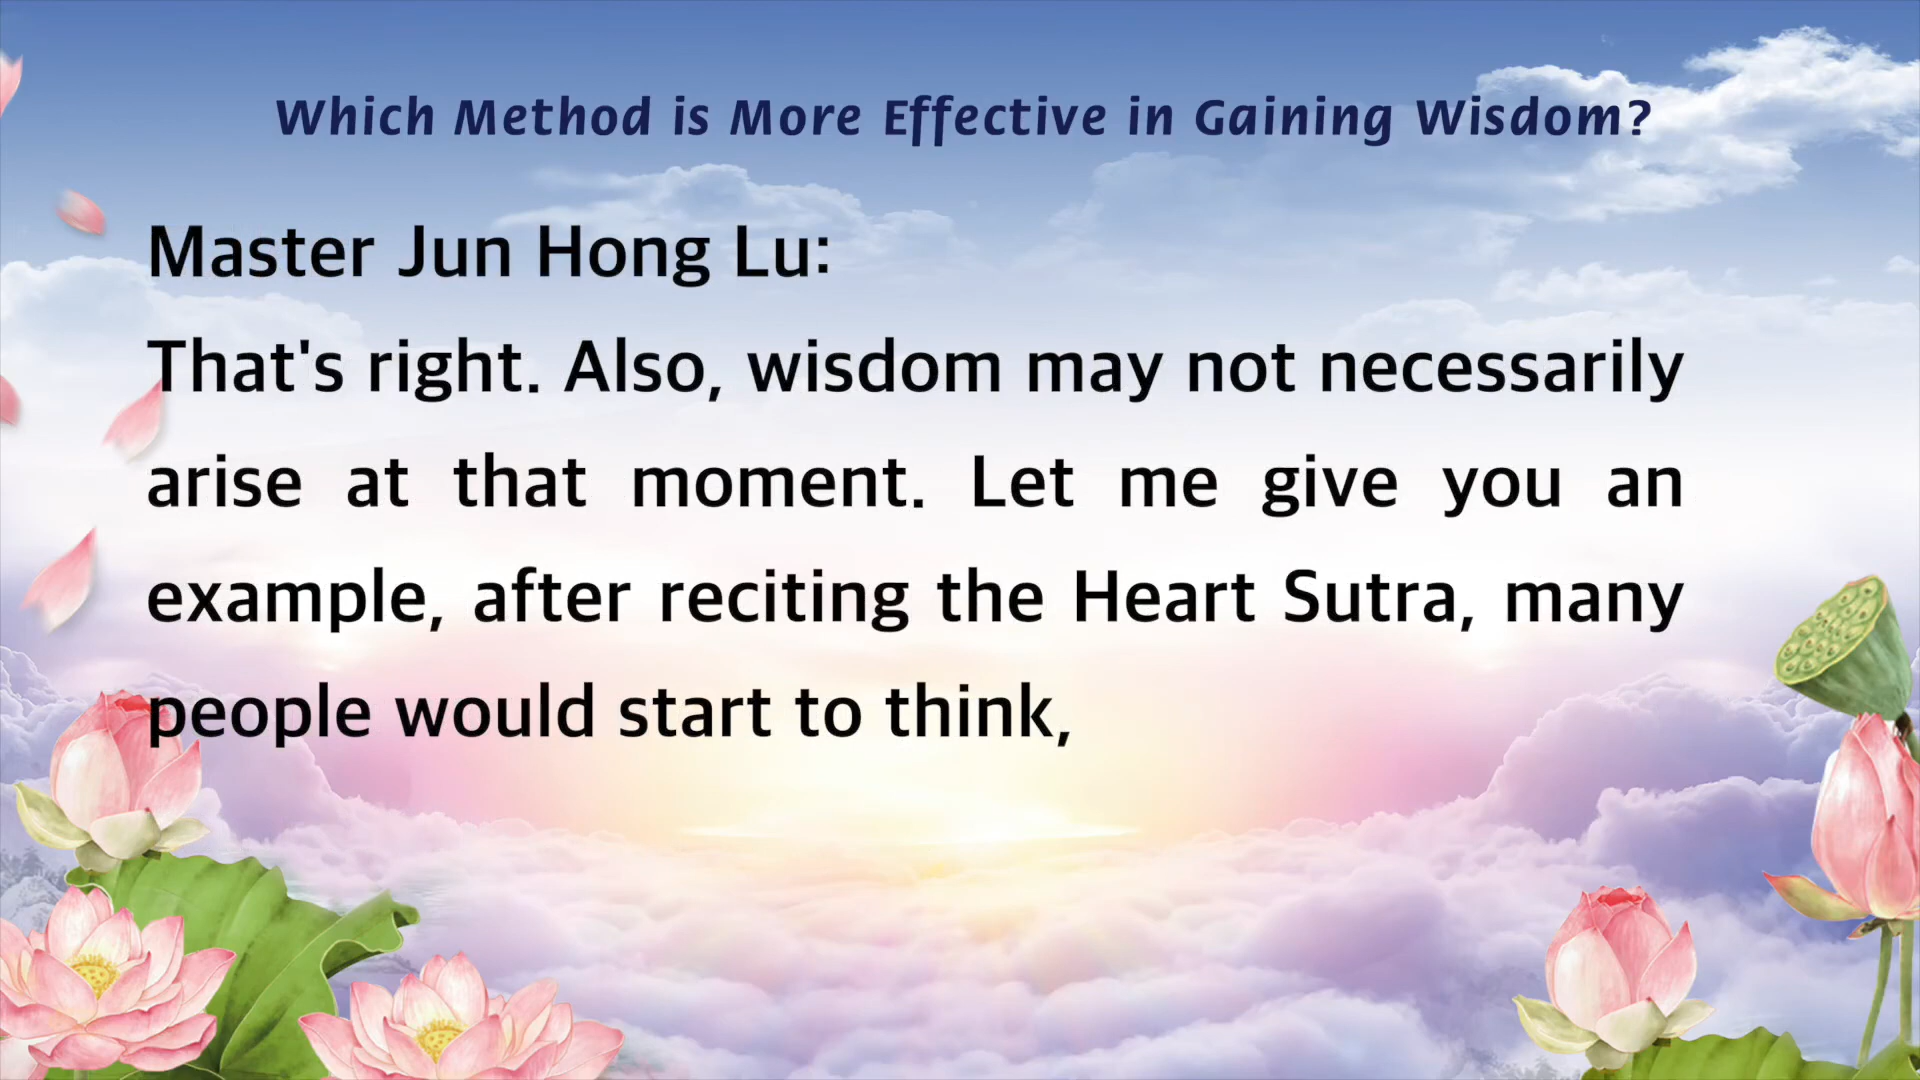 Which Method is More Effective in Gaining Wisdom?
Master Jun Hong Lu:
That's right. Also, wisdom may not necessarily
arise at that moment. Let me give you an
example, after reciting the Heart Sutra, many
people would start to think,